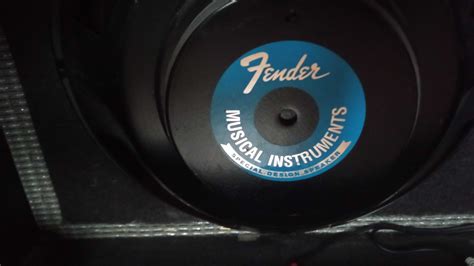 Fender
MUSICAL INSTRUMENTS
SPECIAL DESIGN SPEAKER